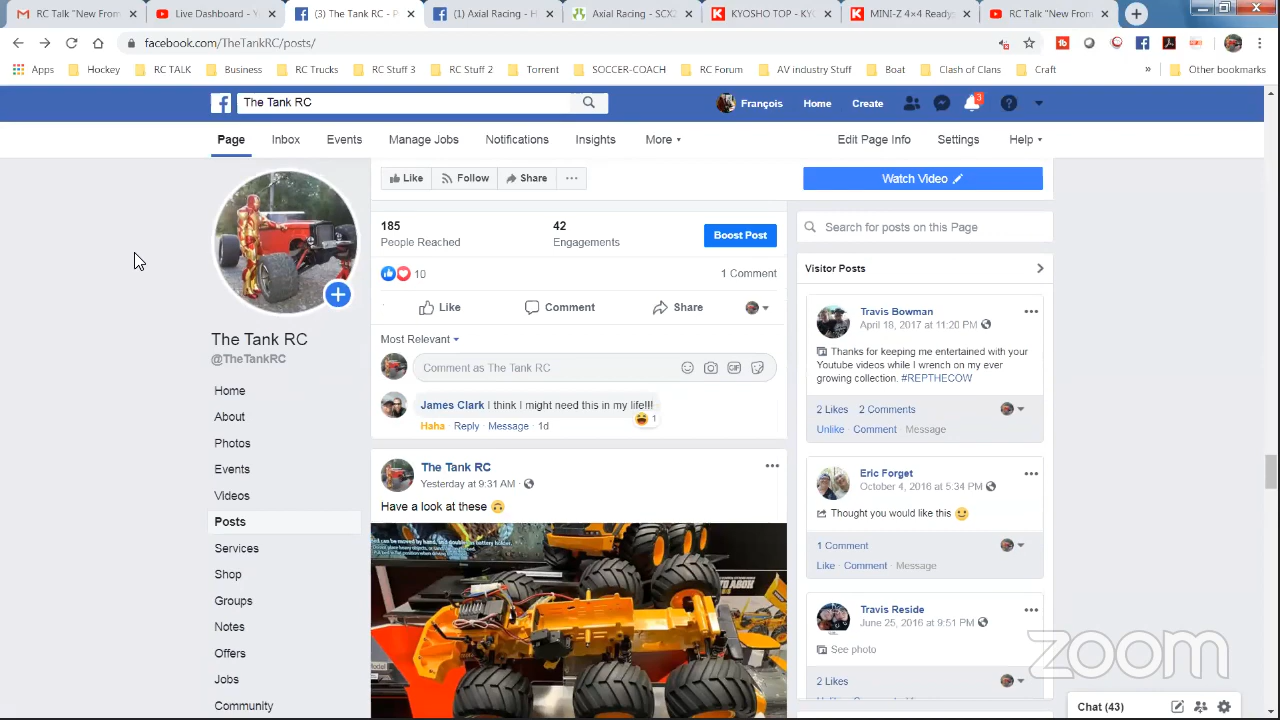 RC Talk "New From
Live Dashboard - Y
(3) The Tank RC - P
(1) Axial Racing - H
Axial Racing - SCX
KYOSHO TOP - KY
MINI-Z 4×4 Readys
RC Talk "New From
facebook.com/TheTankRC/posts/
Apps Hockey RC TALK Business RC Trucks RC Stuff 3 RC Stuff 2 Torrent SOCCER-COACH RC Forum AV industry Stuff Boat Clash of Clans Craft » Other bookmarks
The Tank RC
François Home Create 3
Page Inbox Events Manage Jobs Notifications Insights More Edit Page Info Settings Help
Like Follow Share ...
Watch Video
The Tank RC
@TheTankRC
Home
About
Photos
Events
Videos
Posts
Services
Shop
Groups
Notes
Offers
Jobs
Community
185
People Reached
42
Engagements
Boost Post
10
1 Comment
Like Comment Share
Most Relevant
Comment as The Tank RC
GIF
James Clark I think I might need this in my life!!!
1
Haha · Reply · Message · 1d
The Tank RC
Yesterday at 9:31 AM ·
Have a look at these 🙃
Search for posts on this Page
Visitor Posts
Travis Bowman
April 18, 2017 at 11:20 PM
Thanks for keeping me entertained with your
Youtube videos while I wrench on my ever
growing collection. #REPTHECOW
2 Likes 2 Comments
Unlike · Comment · Message
Eric Forget
October 4, 2016 at 5:34 PM
Thought you would like this
Comment
Like · Comment · Message
Travis Reside
June 25, 2016 at 9:51 PM
See photo
2 Likes
zoom
Chat (43)